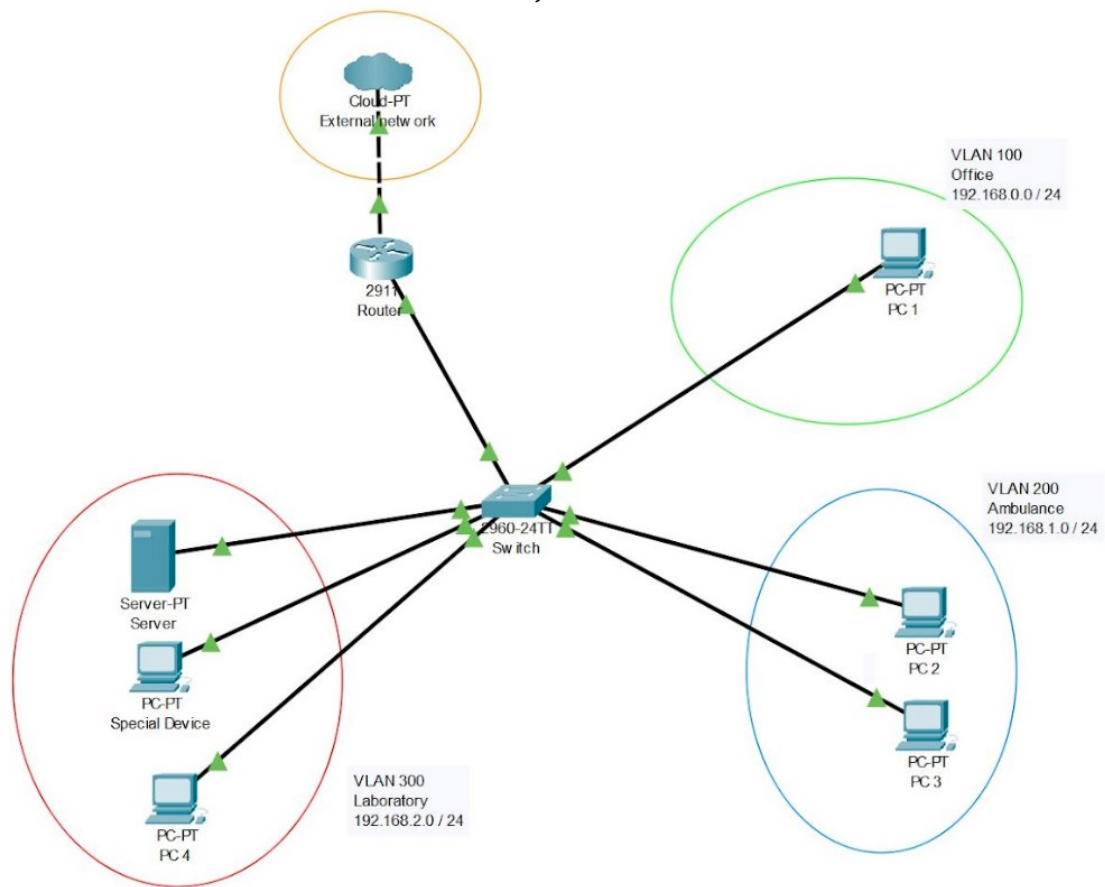 Cloud-PT
External network
2911
Router
VLAN 100
Office
192.168.0.0 / 24
PC-PT
PC 1
2960-24TT
Switch
VLAN 200
Ambulance
192.168.1.0 / 24
Server-PT
Server
PC-PT
PC 2
PC-PT
Special Device
PC-PT
PC 3
VLAN 300
Laboratory
192.168.2.0 / 24
PC-PT
PC 4